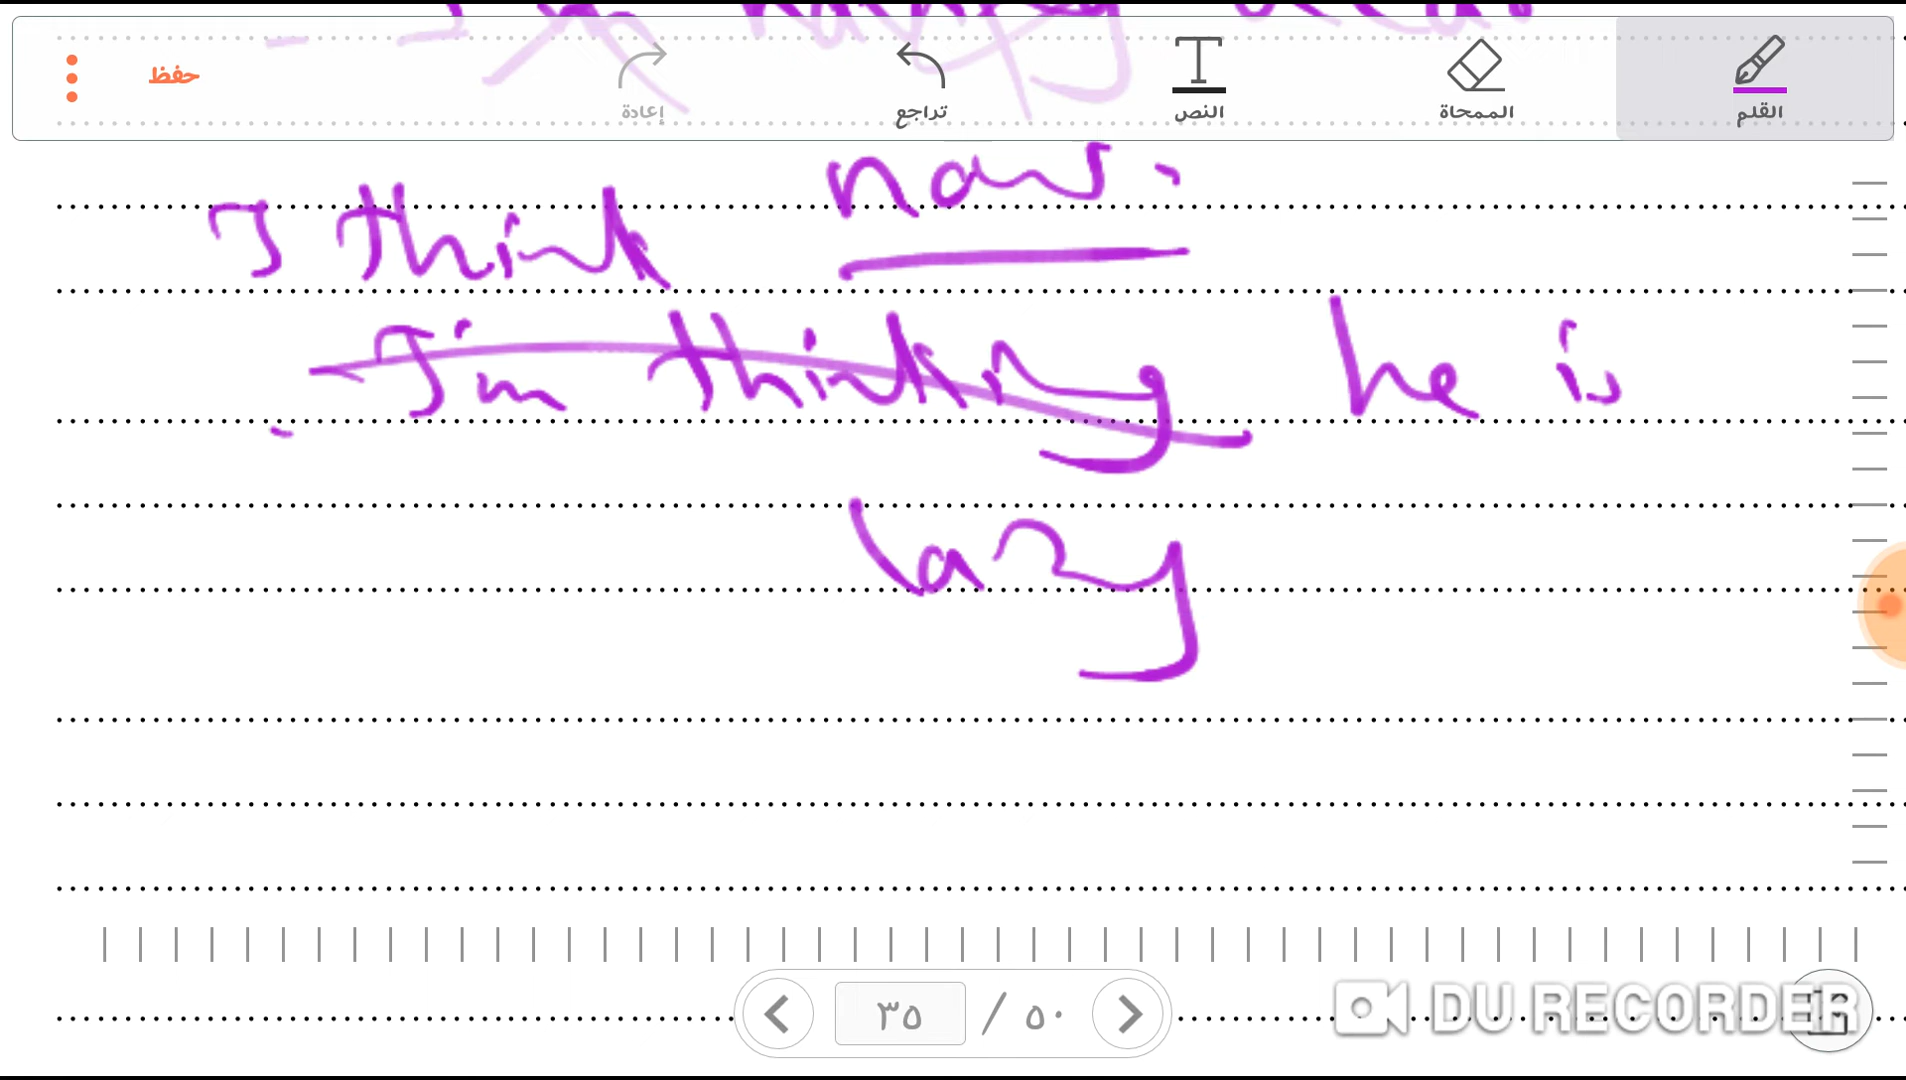 حفظ
إعادة
تراجع
النص
الممحاة
القلم
now.
I think
I'm thinking he is
lazy
٣٥ / ٥٠
DU RECORDER